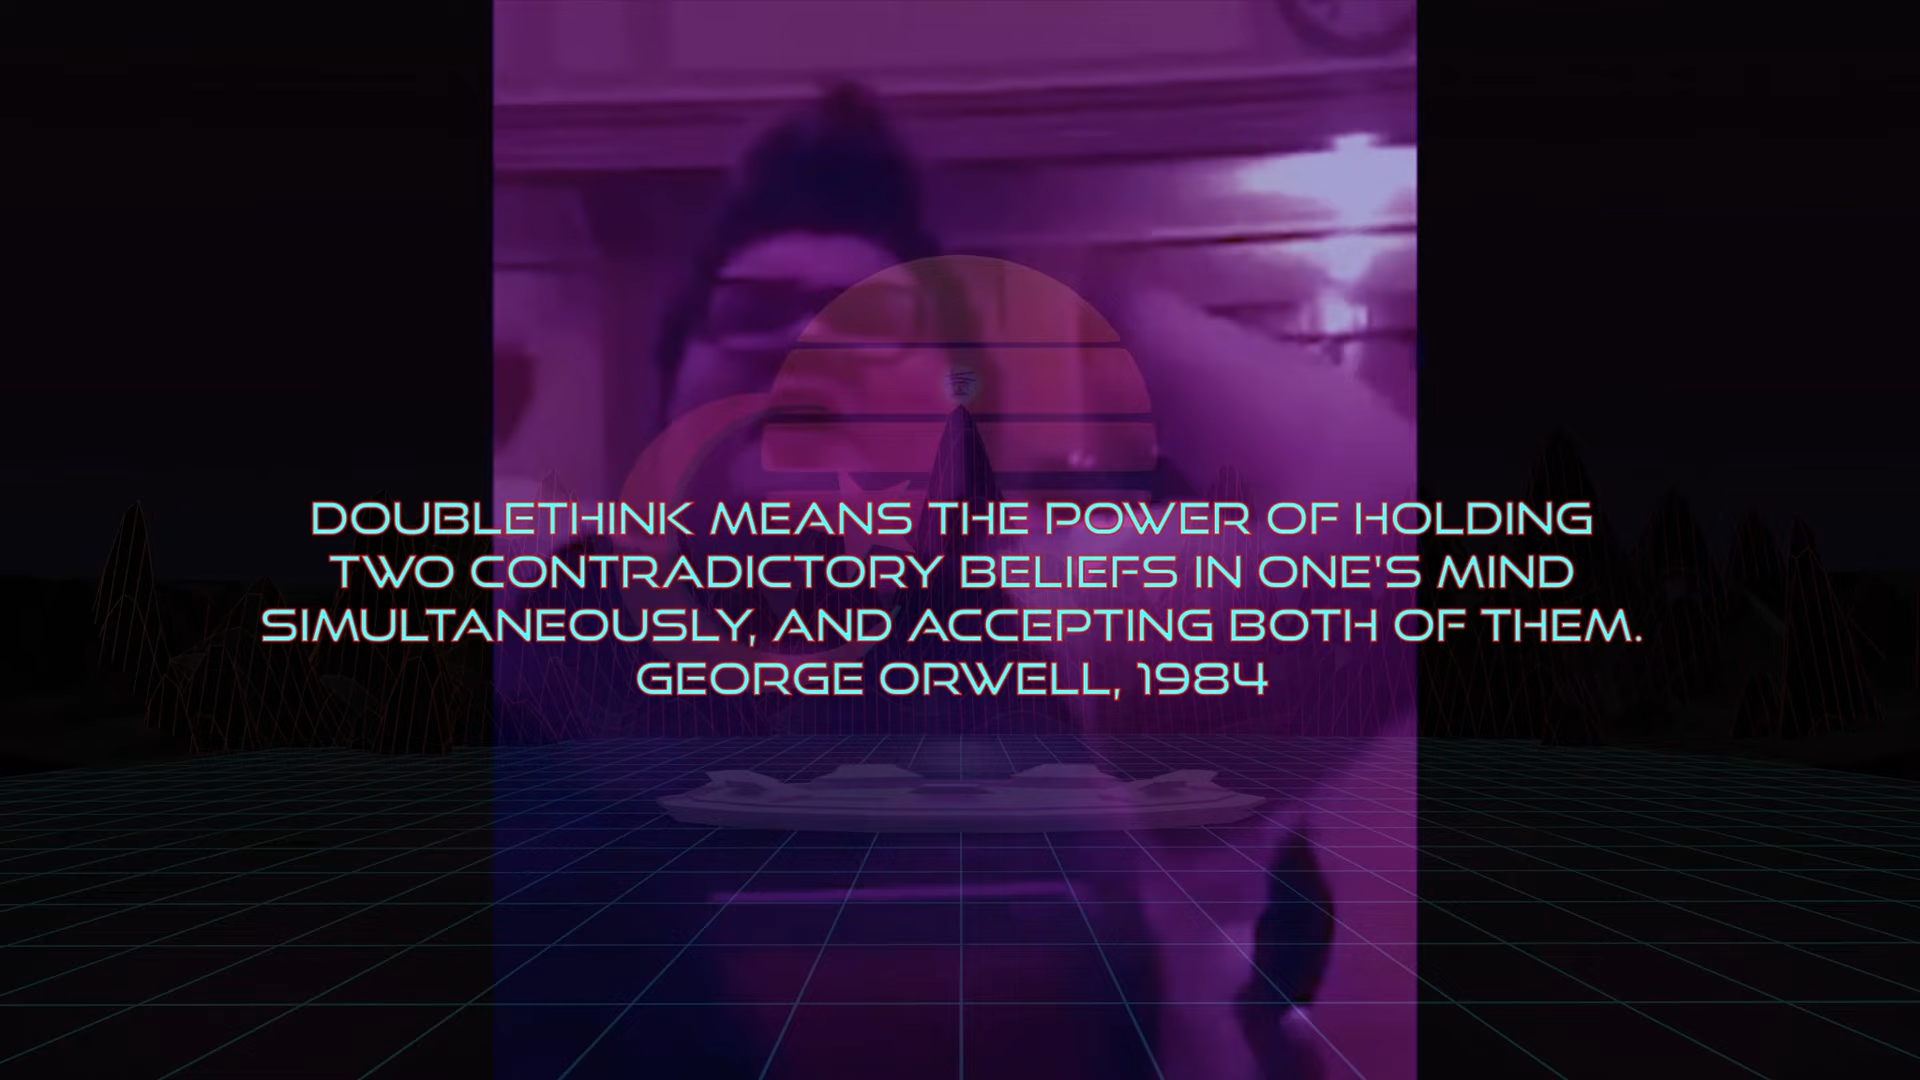 DOUBLETHINK MEANS THE POWER OF HOLDING
TWO CONTRADICTORY BELIEFS IN ONE'S MIND
SIMULTANEOUSLY, AND ACCEPTING BOTH OF THEM.
GEORGE ORWELL, 1984